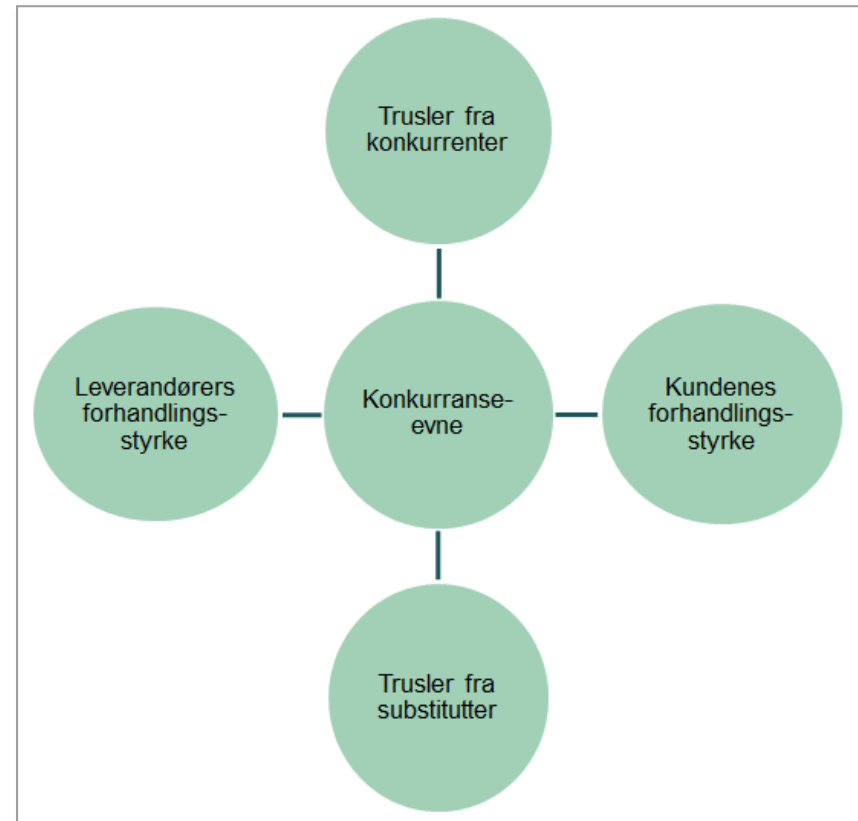 Trusler fra
konkurrenter
Leverandørers
forhandlings-
styrke
Konkurranse-
evne
Kundenes
forhandlings-
styrke
Trusler fra
substitutter